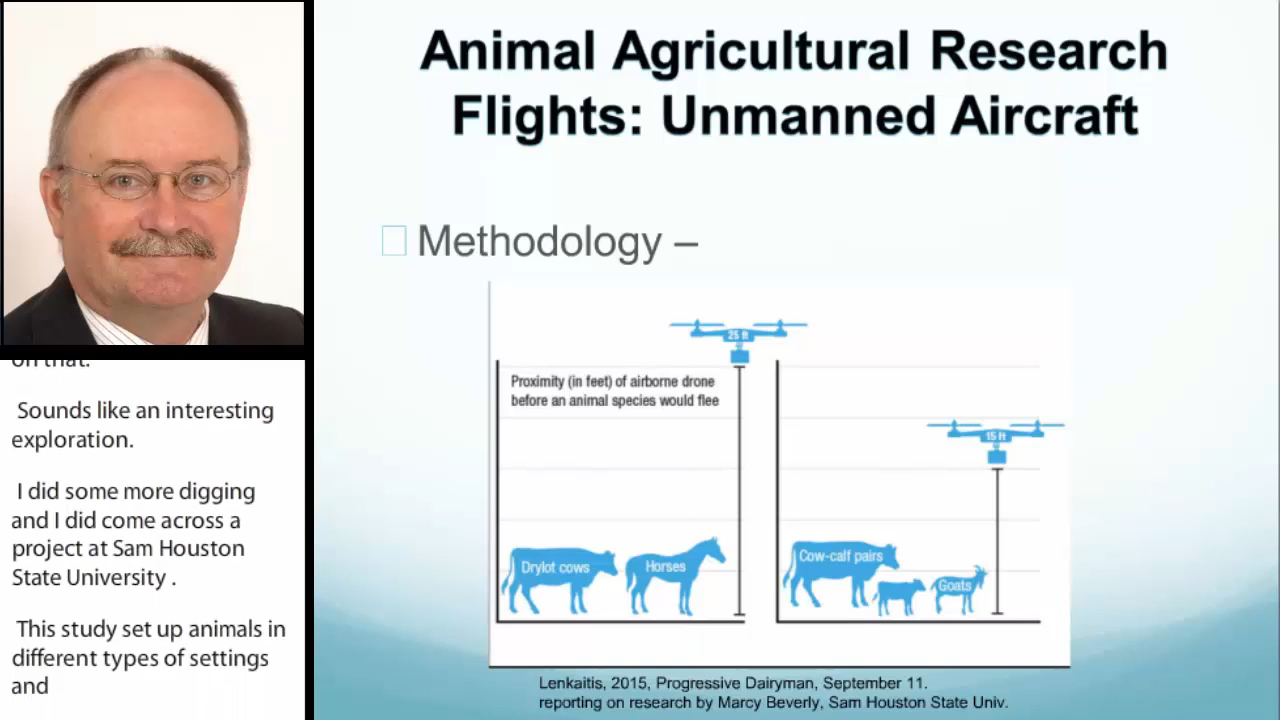 Animal Agricultural Research
Flights: Unmanned Aircraft
Methodology –
25 ft
Proximity (in feet) of airborne drone
before an animal species would flee
15 ft
Drylot cows
Horses
Cow-calf pairs
Goats
Lenkaitis, 2015, Progressive Dairyman, September 11.
reporting on research by Marcy Beverly, Sam Houston State Univ.
on that.
Sounds like an interesting
exploration.
I did some more digging
and I did come across a
project at Sam Houston
State University .
This study set up animals in
different types of settings
and